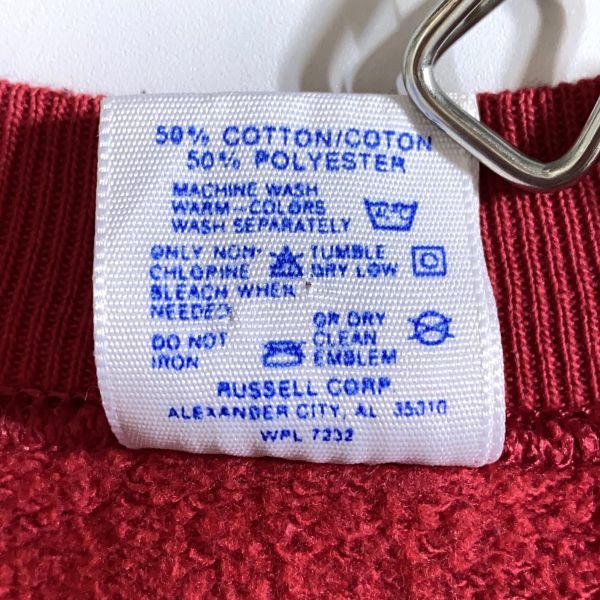 50% COTTON/COTON
50% POLYESTER
MACHINE WASH
WARM-COLORS
WASH SEPARATELY
ONLY NON-
CHLORINE
BLEACH WHEN
NEEDED
TUMBLE
DRY LOW
DO NOT
IRON
OR DRY
CLEAN
EMBLEM
RUSSELL CORP
ALEXANDER CITY, AL 35010
WPL 7232